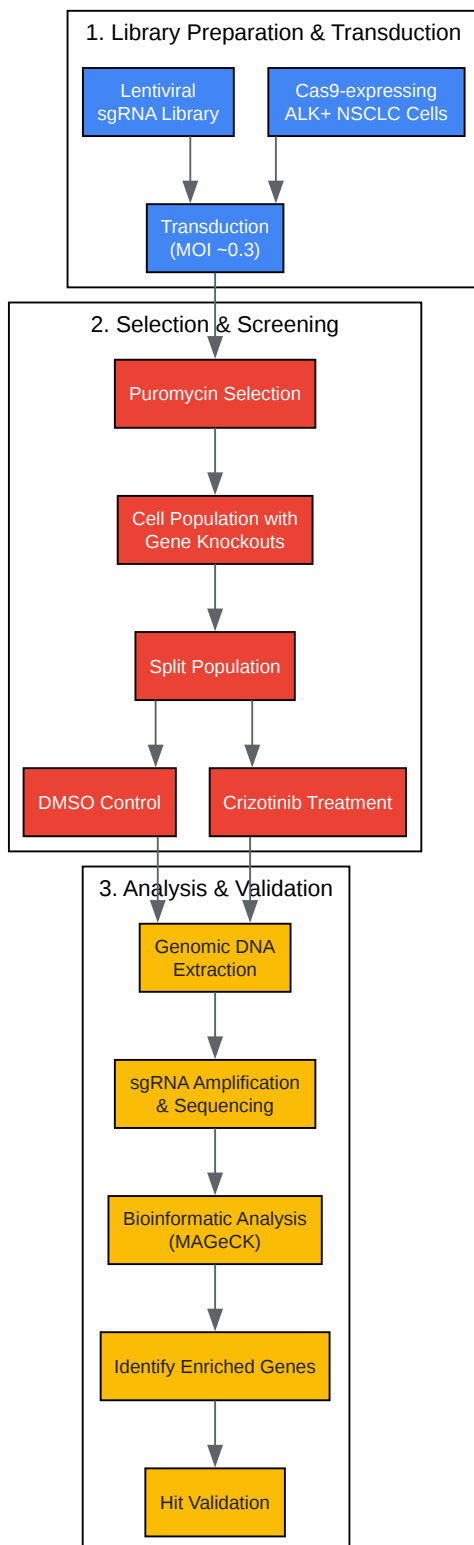 1. Library Preparation & Transduction
Lentiviral
sgRNA Library
Cas9-expressing
ALK+ NSCLC Cells
Transduction
(MOI ~0.3)
2. Selection & Screening
Puromycin Selection
Cell Population with
Gene Knockouts
Split Population
DMSO Control
Crizotinib Treatment
3. Analysis & Validation
Genomic DNA
Extraction
sgRNA Amplification
& Sequencing
Bioinformatic Analysis
(MAGeCK)
Identify Enriched Genes
Hit Validation